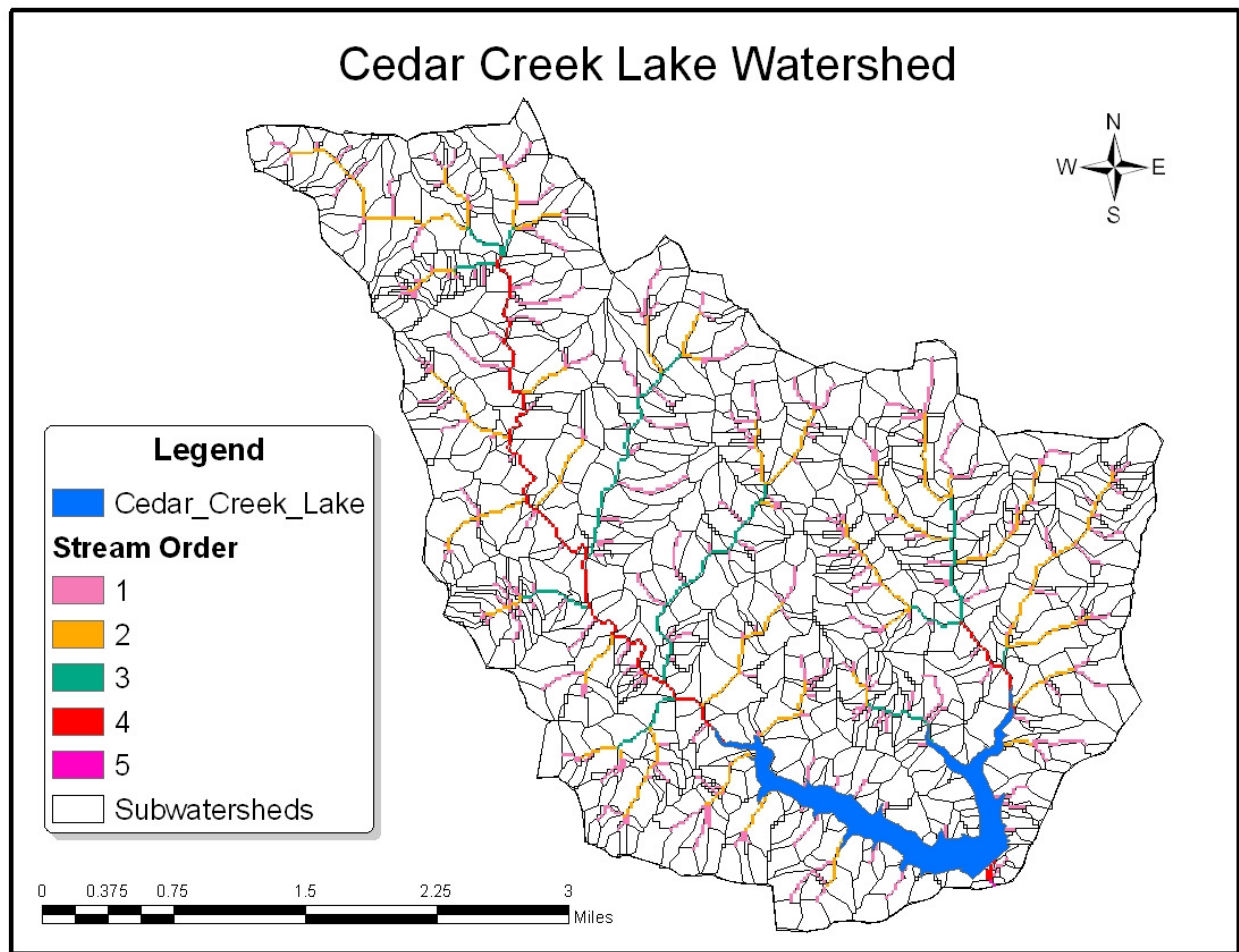 Cedar Creek Lake Watershed
N
W E
S
Legend
Cedar_Creek_Lake
Stream Order
1
2
3
4
5
Subwatersheds
0 0.375 0.75 1.5 2.25 3
Miles